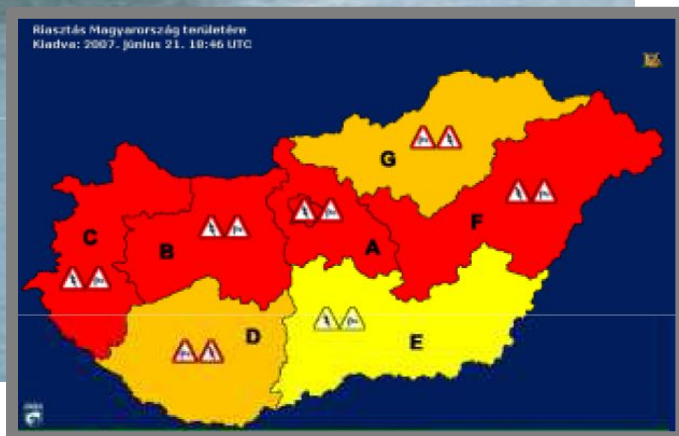 Riasztás Magyarország területére
Kiadva: 2007. június 21. 18:46 UTC
G
F
C
B
A
D
E